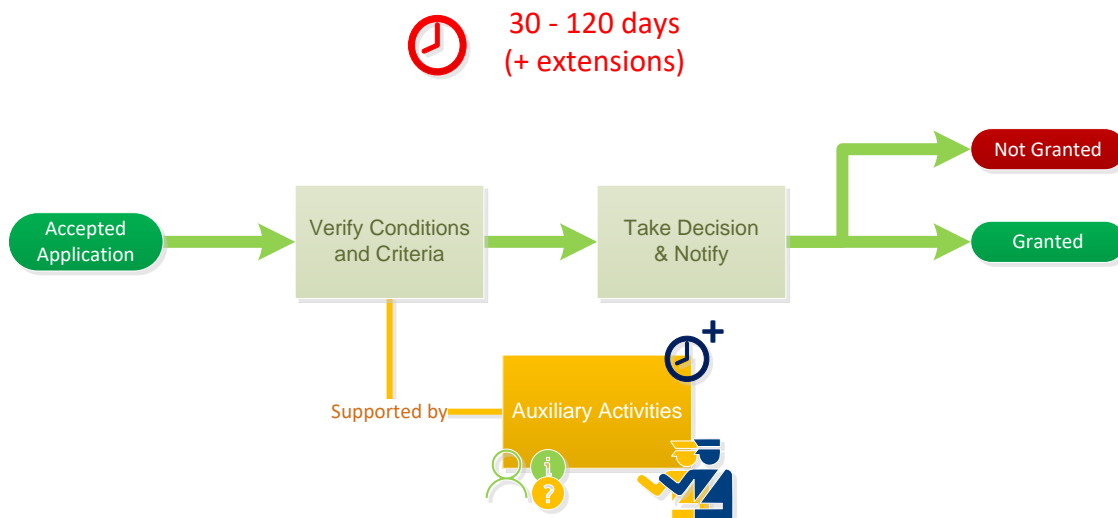 30 - 120 days
(+ extensions)
Not Granted
Accepted
Application
Verify Conditions
and Criteria
Take Decision
& Notify
Granted
Supported by
Auxiliary Activities
i
?